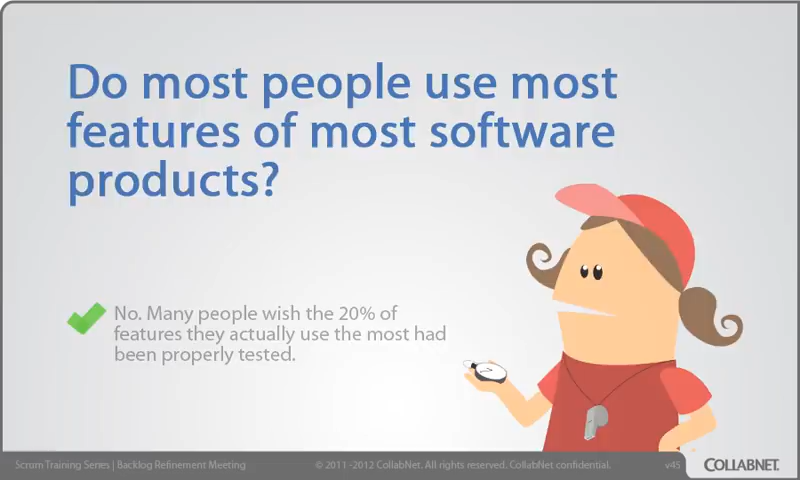 Do most people use most
features of most software
products?
No. Many people wish the 20% of
features they actually use the most had
been properly tested.
Scrum Training Series | Backlog Refinement Meeting
© 2011-2012 CollabNet. All rights reserved. CollabNet confidential.
v45
COLLABNET.